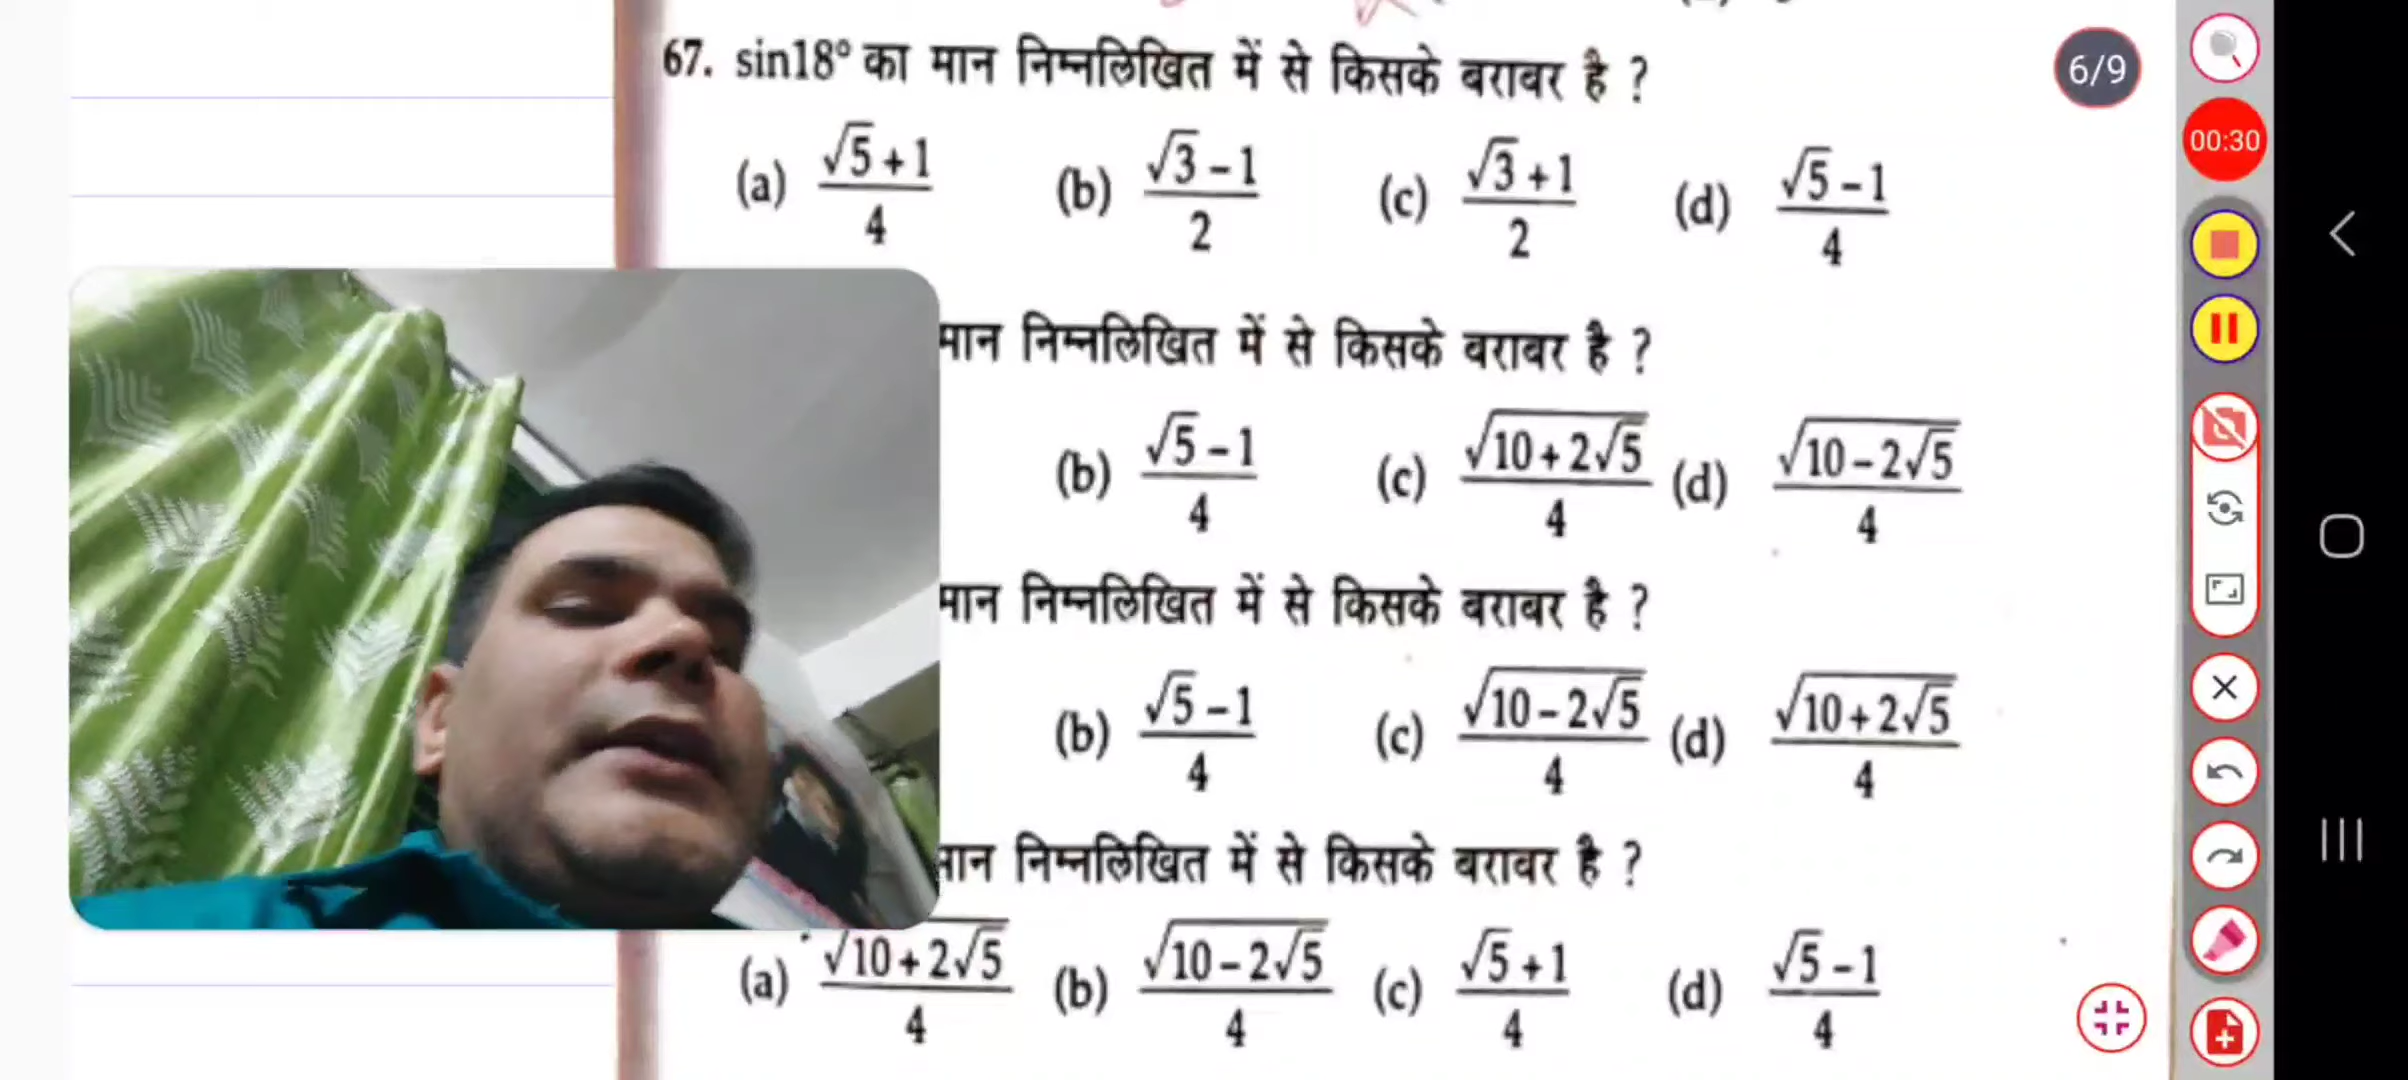 67. sin18° का मान निम्नलिखित में से किसके बराबर है ?
(a) (√5 + 1)/4 (b) (√3 - 1)/2 (c) (√3 + 1)/2 (d) (√5 - 1)/4
मान निम्नलिखित में से किसके बराबर है ?
(b) (√5 - 1)/4 (c) √(10 + 2√5)/4 (d) √(10 - 2√5)/4
मान निम्नलिखित में से किसके बराबर है ?
(b) (√5 - 1)/4 (c) √(10 - 2√5)/4 (d) √(10 + 2√5)/4
मान निम्नलिखित में से किसके बराबर है ?
(a) √(10 + 2√5)/4 (b) √(10 - 2√5)/4 (c) (√5 + 1)/4 (d) (√5 - 1)/4
6/9
00:30